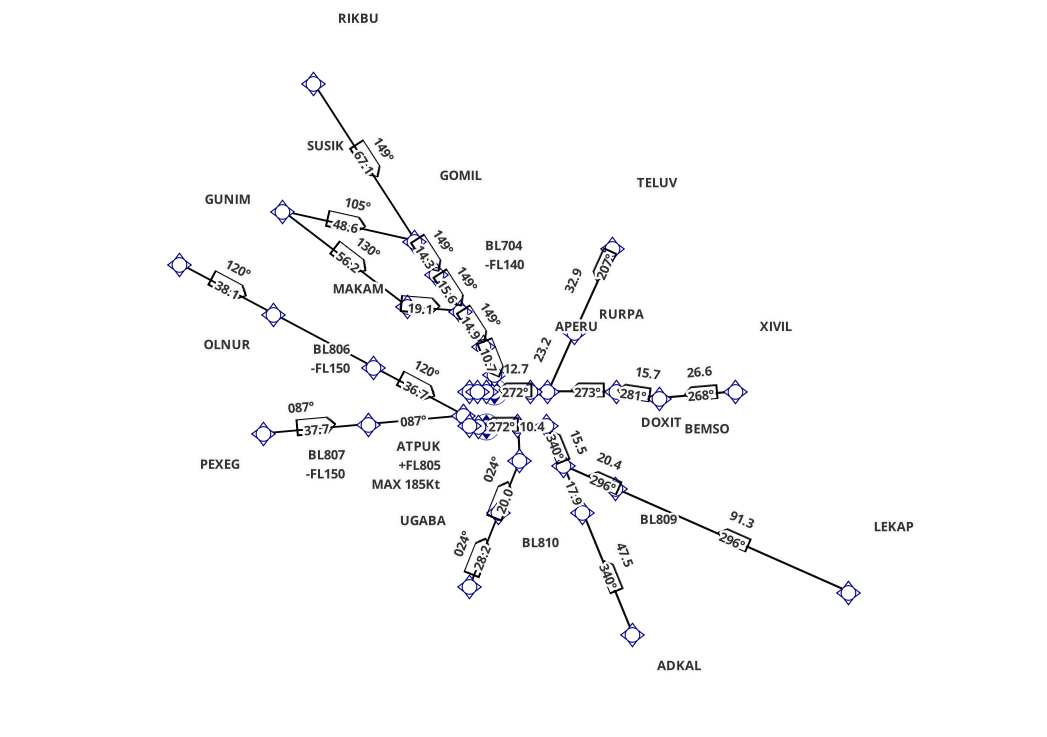 RIKBU
SUSIK
149°
67.1
GOMIL
TELUV
GUNIM
105°
48.6
149°
14.3
BL704
-FL140
130°
56.2
207°
32.9
120°
38.1
MAKAM
19.1
149°
15.6
149°
14.9
RURPA
APERU
XIVIL
OLNUR
BL806
-FL150
10.7
12.7
23.2
120°
36.7
272°
273°
15.7
281°
26.6
268°
087°
37.7
087°
272°
10.4
DOXIT
BEMSO
ATPUK
+FL805
MAX 185Kt
PEXEG
BL807
-FL150
024°
20.0
340°
15.5
20.4
296°
17.9
UGABA
BL810
BL809
91.3
296°
LEKAP
024°
28.2
47.5
340°
ADKAL